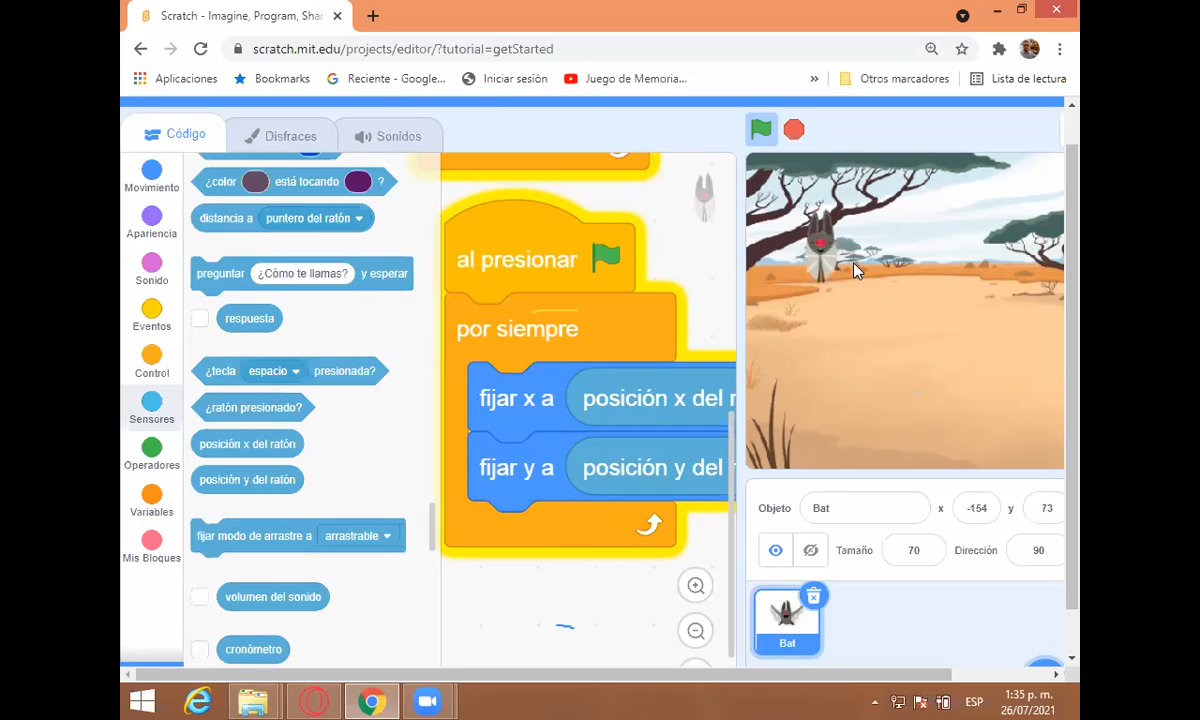 Scratch - Imagine, Program, Shar
scratch.mit.edu/projects/editor/?tutorial=getStarted
Aplicaciones Bookmarks Reciente - Google... Iniciar sesión Juego de Memoria... » Otros marcadores Lista de lectura
Código Disfraces Sonidos
Movimiento
Apariencia
Sonido
Eventos
Control
Sensores
Operadores
Variables
Mis Bloques
¿color está tocando ?
distancia a puntero del ratón
preguntar ¿Cómo te llamas? y esperar
respuesta
¿tecla espacio presionada?
¿ratón presionado?
posición x del ratón
posición y del ratón
fijar modo de arrastre a arrastrable
volumen del sonido
cronómetro
al presionar
por siempre
fijar x a posición x del
fijar y a posición y del
Objeto Bat x -154 y 73
Tamaño 70 Dirección 90
Bat
ESP
1:35 p. m.
26/07/2021